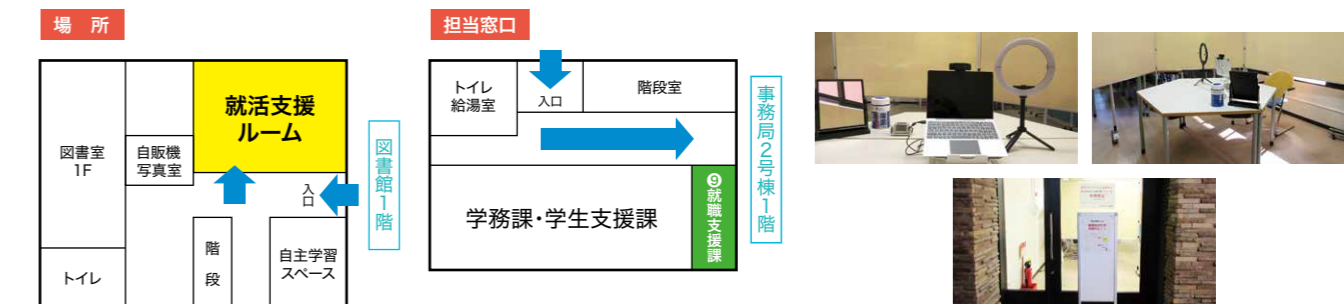 場 所
就活支援
ルーム
図書室
1F
自販機
写真室
入口
階段
自主学習
スペース
トイレ
図書館1階
担当窓口
トイレ
給湯室
入口
階段室
学務課・学生支援課
❾就職支援課
事務局2号棟1階